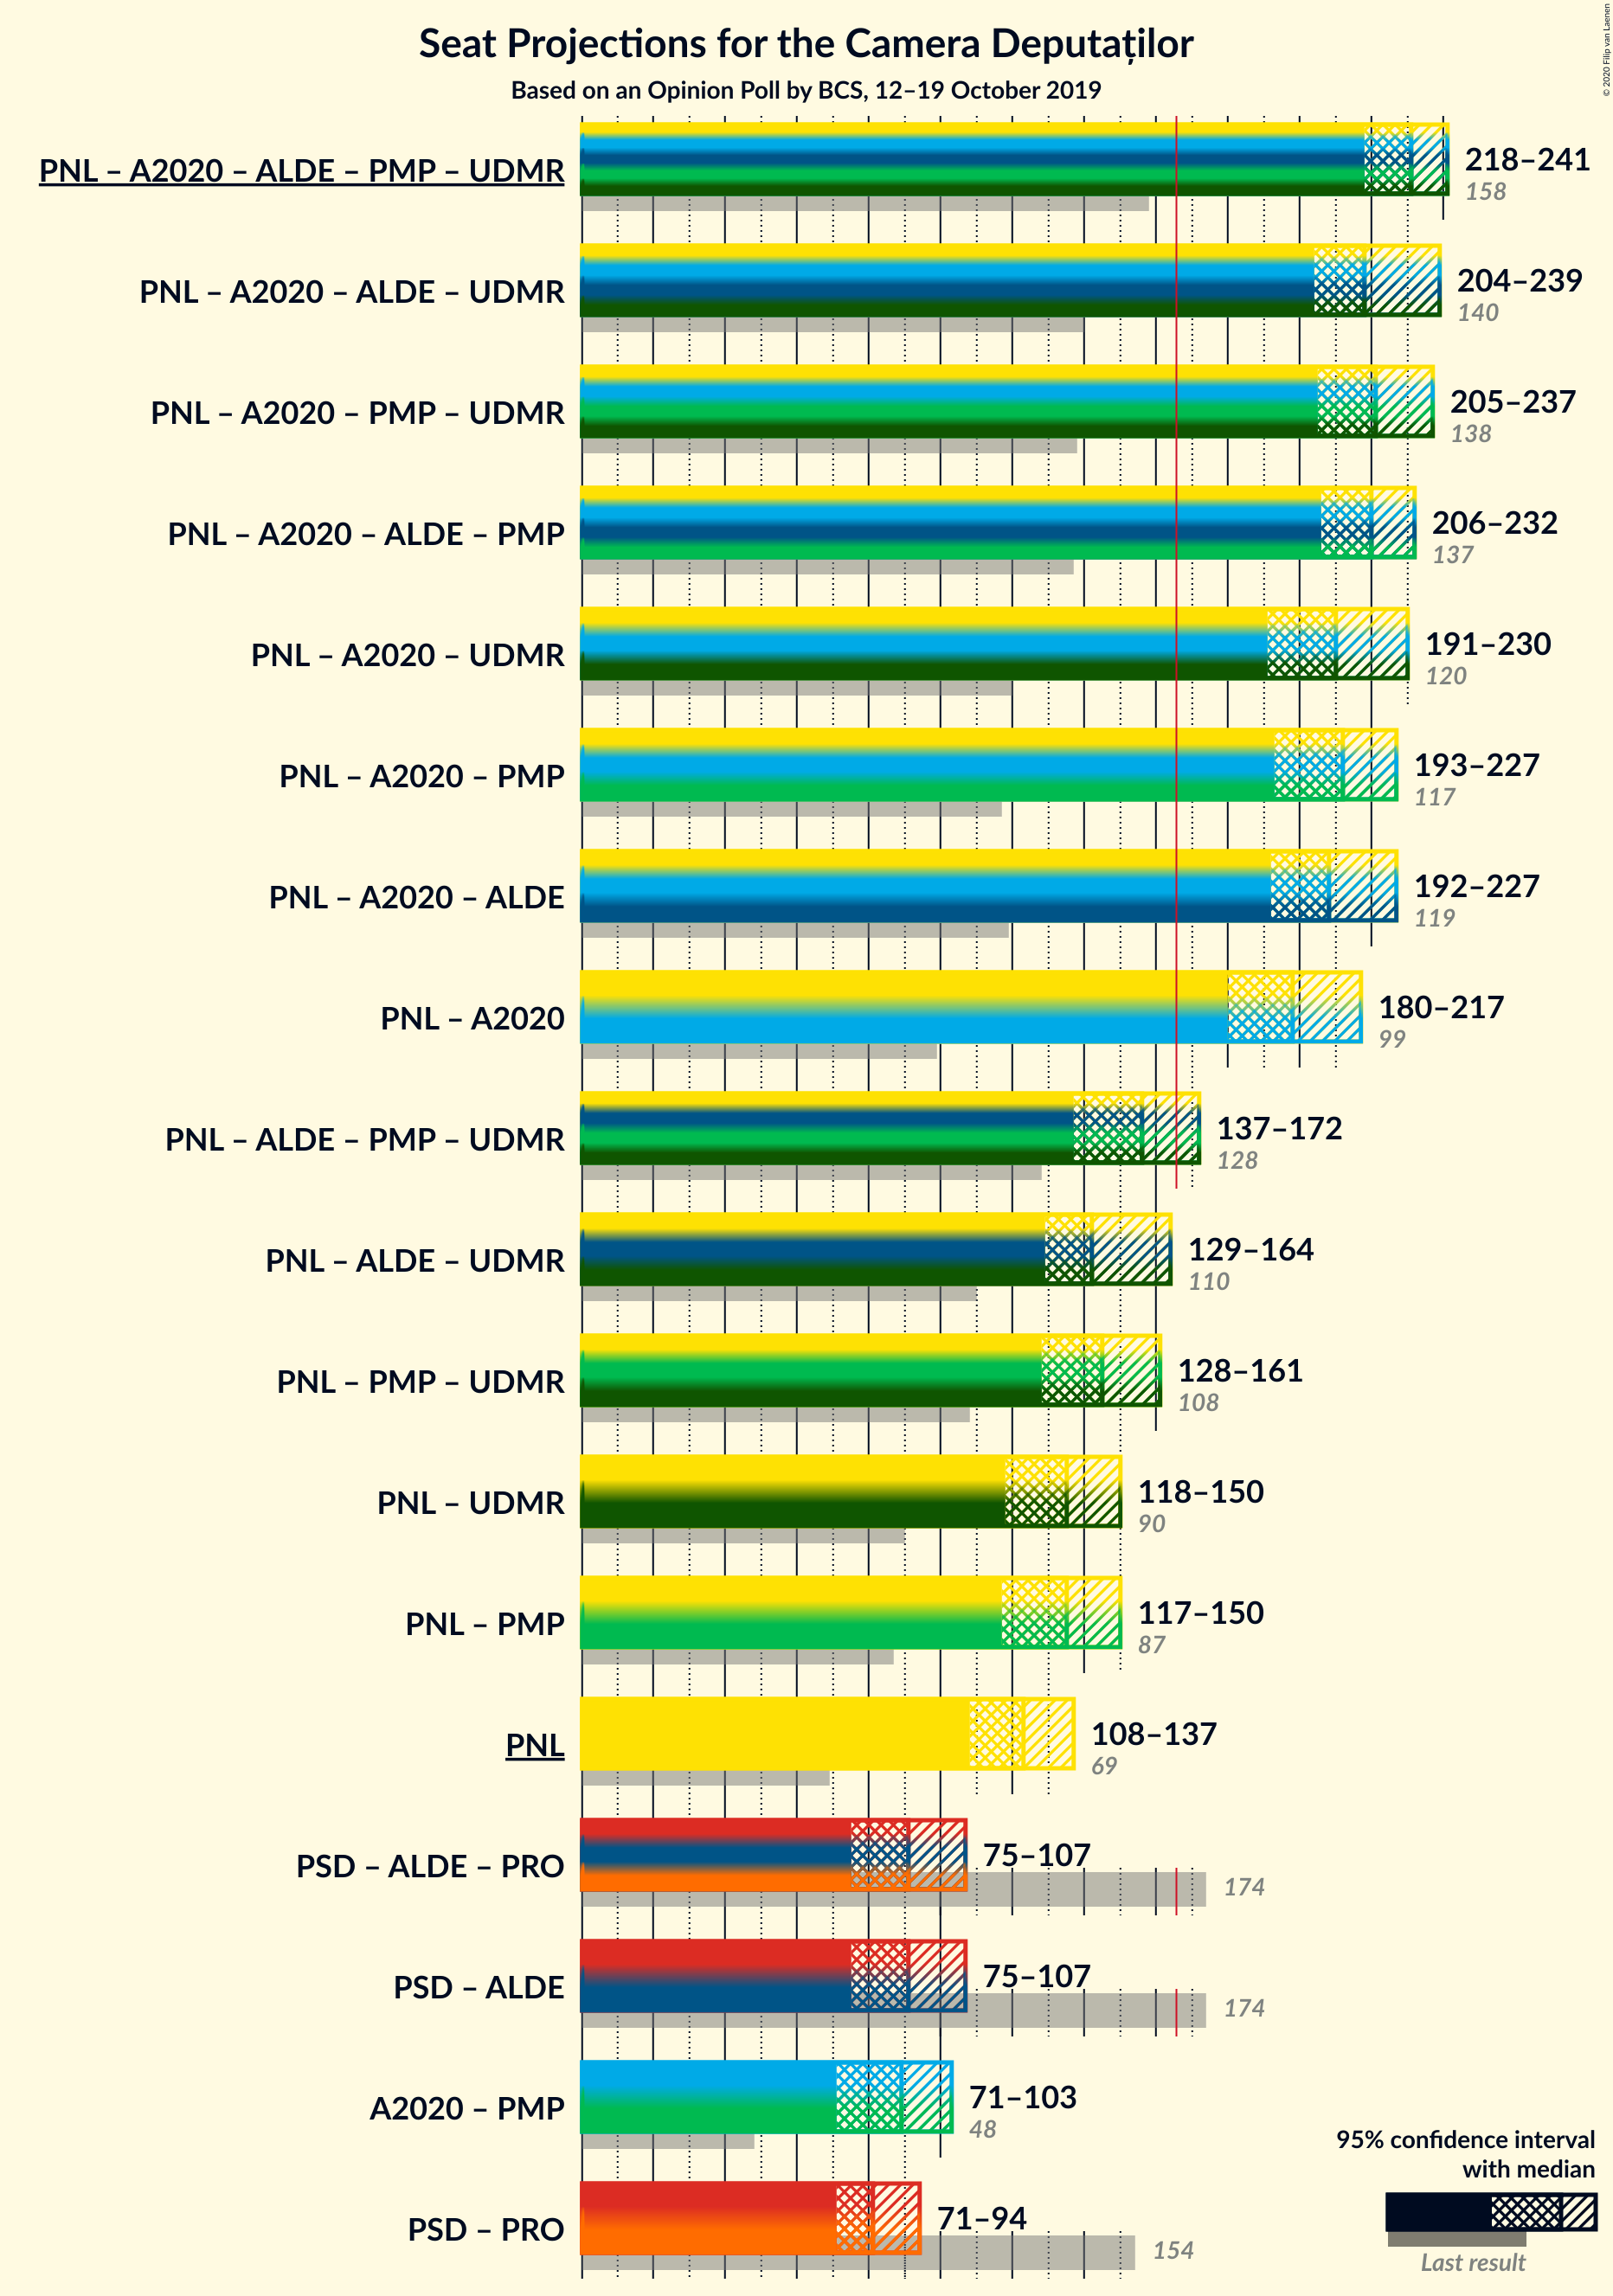 Seat Projections for the Camera Deputaților
Based on an Opinion Poll by BCS, 12–19 October 2019
© 2020 Filip van Laenen
PNL – A2020 – ALDE – PMP – UDMR
218–241
158
PNL – A2020 – ALDE – UDMR
204–239
140
PNL – A2020 – PMP – UDMR
205–237
138
PNL – A2020 – ALDE – PMP
206–232
137
PNL – A2020 – UDMR
191–230
120
PNL – A2020 – PMP
193–227
117
PNL – A2020 – ALDE
192–227
119
PNL – A2020
180–217
99
PNL – ALDE – PMP – UDMR
137–172
128
PNL – ALDE – UDMR
129–164
110
PNL – PMP – UDMR
128–161
108
PNL – UDMR
118–150
90
PNL – PMP
117–150
87
PNL
108–137
69
PSD – ALDE – PRO
75–107
174
PSD – ALDE
75–107
174
A2020 – PMP
71–103
48
PSD – PRO
71–94
154
95% confidence interval
with median
Last result